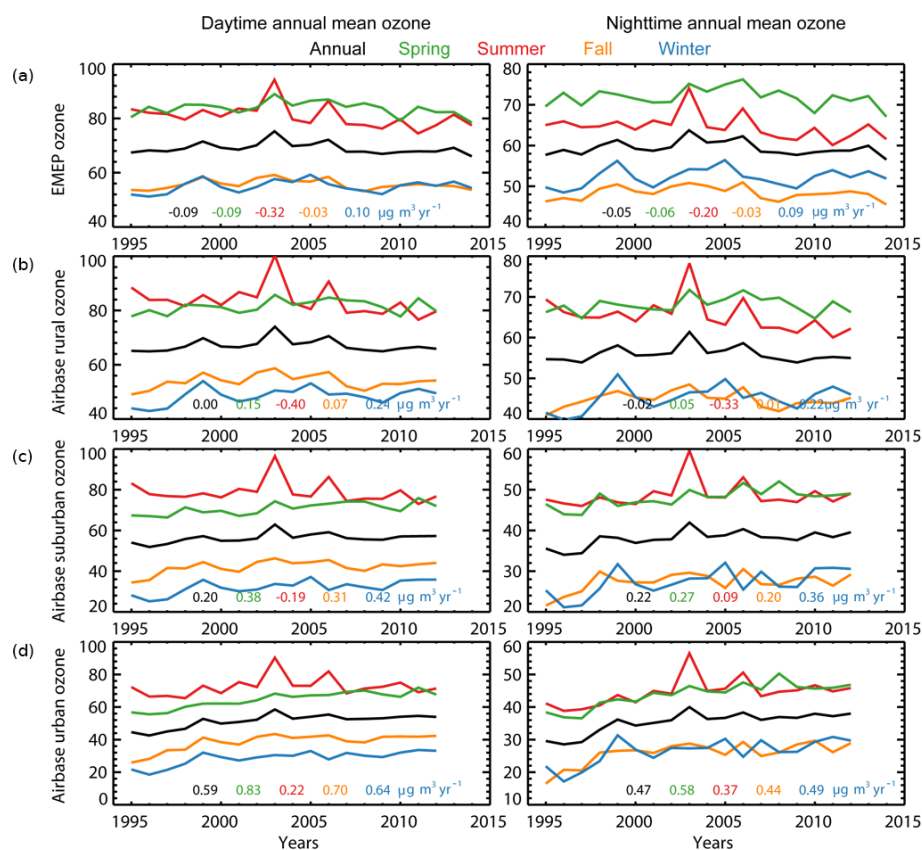 Daytime annual mean ozone Nighttime annual mean ozone
Annual Spring Summer Fall Winter
(a)
EMEP ozone
100 80 60 40
-0.09 -0.09 -0.32 -0.03 0.10 µg m³ yr⁻¹
1995 2000 2005 2010 2015
80 70 60 50 40
-0.05 -0.06 -0.20 -0.03 0.09 µg m³ yr⁻¹
1995 2000 2005 2010 2015
(b)
Airbase rural ozone
100 80 60 40
0.00 0.15 -0.40 0.07 0.24 µg m³ yr⁻¹
1995 2000 2005 2010 2015
80 70 60 50 40
-0.02 0.05 -0.33 0.01 0.22 µg m³ yr⁻¹
1995 2000 2005 2010 2015
(c)
Airbase suburban ozone
100 80 60 40 20
0.20 0.38 -0.19 0.31 0.42 µg m³ yr⁻¹
1995 2000 2005 2010 2015
60 50 40 30 20
0.22 0.27 0.09 0.20 0.36 µg m³ yr⁻¹
1995 2000 2005 2010 2015
(d)
Airbase urban ozone
100 80 60 40 20 0
0.59 0.83 0.22 0.70 0.64 µg m³ yr⁻¹
1995 2000 2005 2010 2015
Years
60 50 40 30 20 10
0.47 0.58 0.37 0.44 0.49 µg m³ yr⁻¹
1995 2000 2005 2010 2015
Years